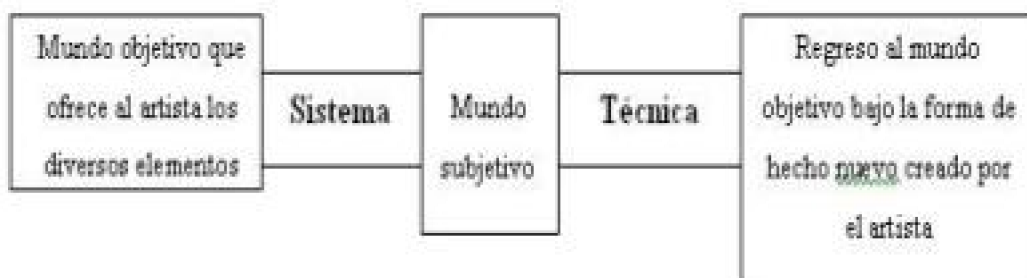 Mundo objetivo que
ofrece al artista los
diversos elementos
Sistema
Mundo
subjetivo
Técnica
Regreso al mundo
objetivo bajo la forma de
hecho nuevo creado por
el artista